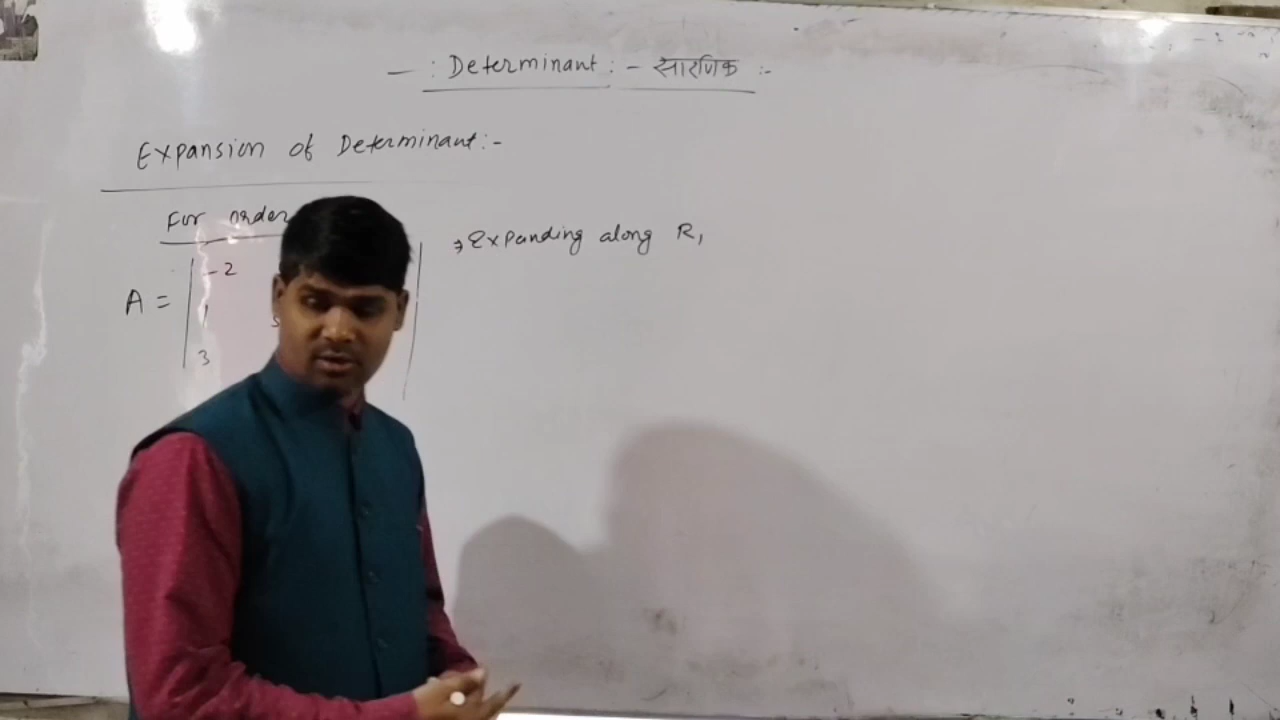 - : Determinant : - सारणिक :-
Expansion of Determinant:-
For order
⇒ Expanding along R₁
A = | -2 |
1
3